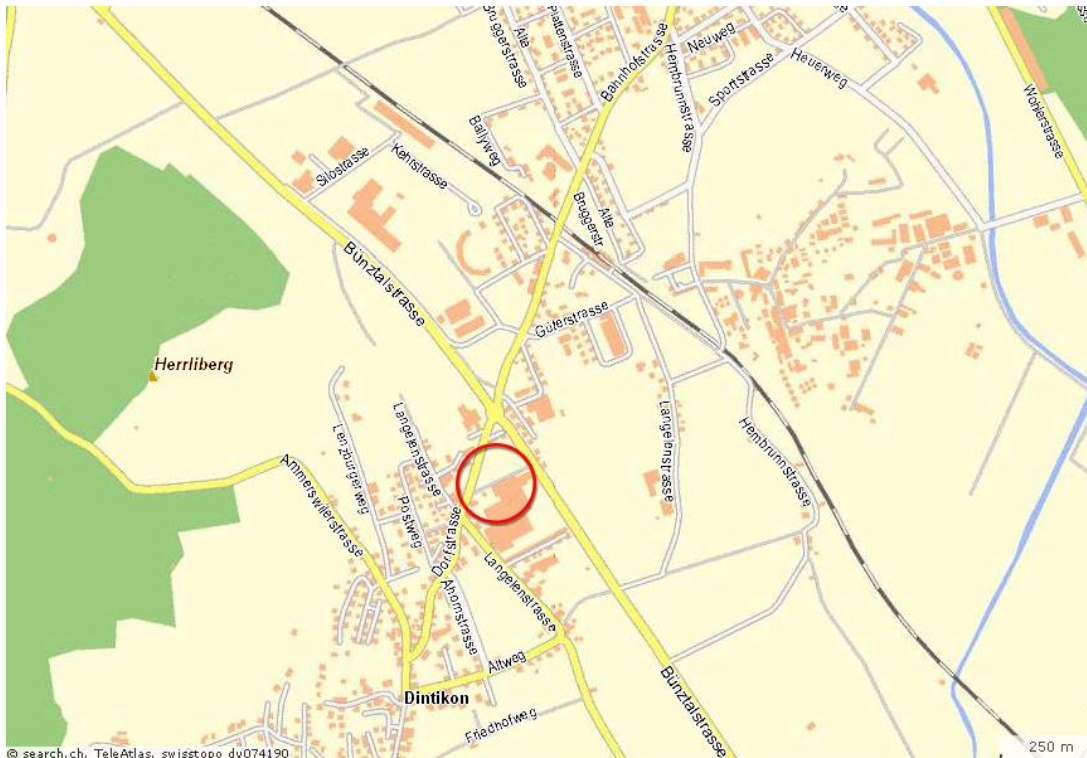 Bruggerstrasse
Alte
Plattenstrasse
Bahnhofstrasse
Neuweg
Hembrunnstrasse
Sportstrasse
Heuerweg
Wohlerstrasse
Ballyweg
Silostrasse
Kehrstrasse
Alte
Bruggerstr
Bünztalstrasse
Güterstrasse
Herrliberg
Langelenstrasse
Lenzburgerweg
Langelenstrasse
Hembrunnstrasse
Ammerswilerstrasse
Postweg
Dorfstrasse
Langelenstrasse
Ahornstrasse
Altweg
Bünztalstrasse
Dintikon
Friedhofweg
© search.ch, TeleAtlas, swisstopo dv074190
250 m